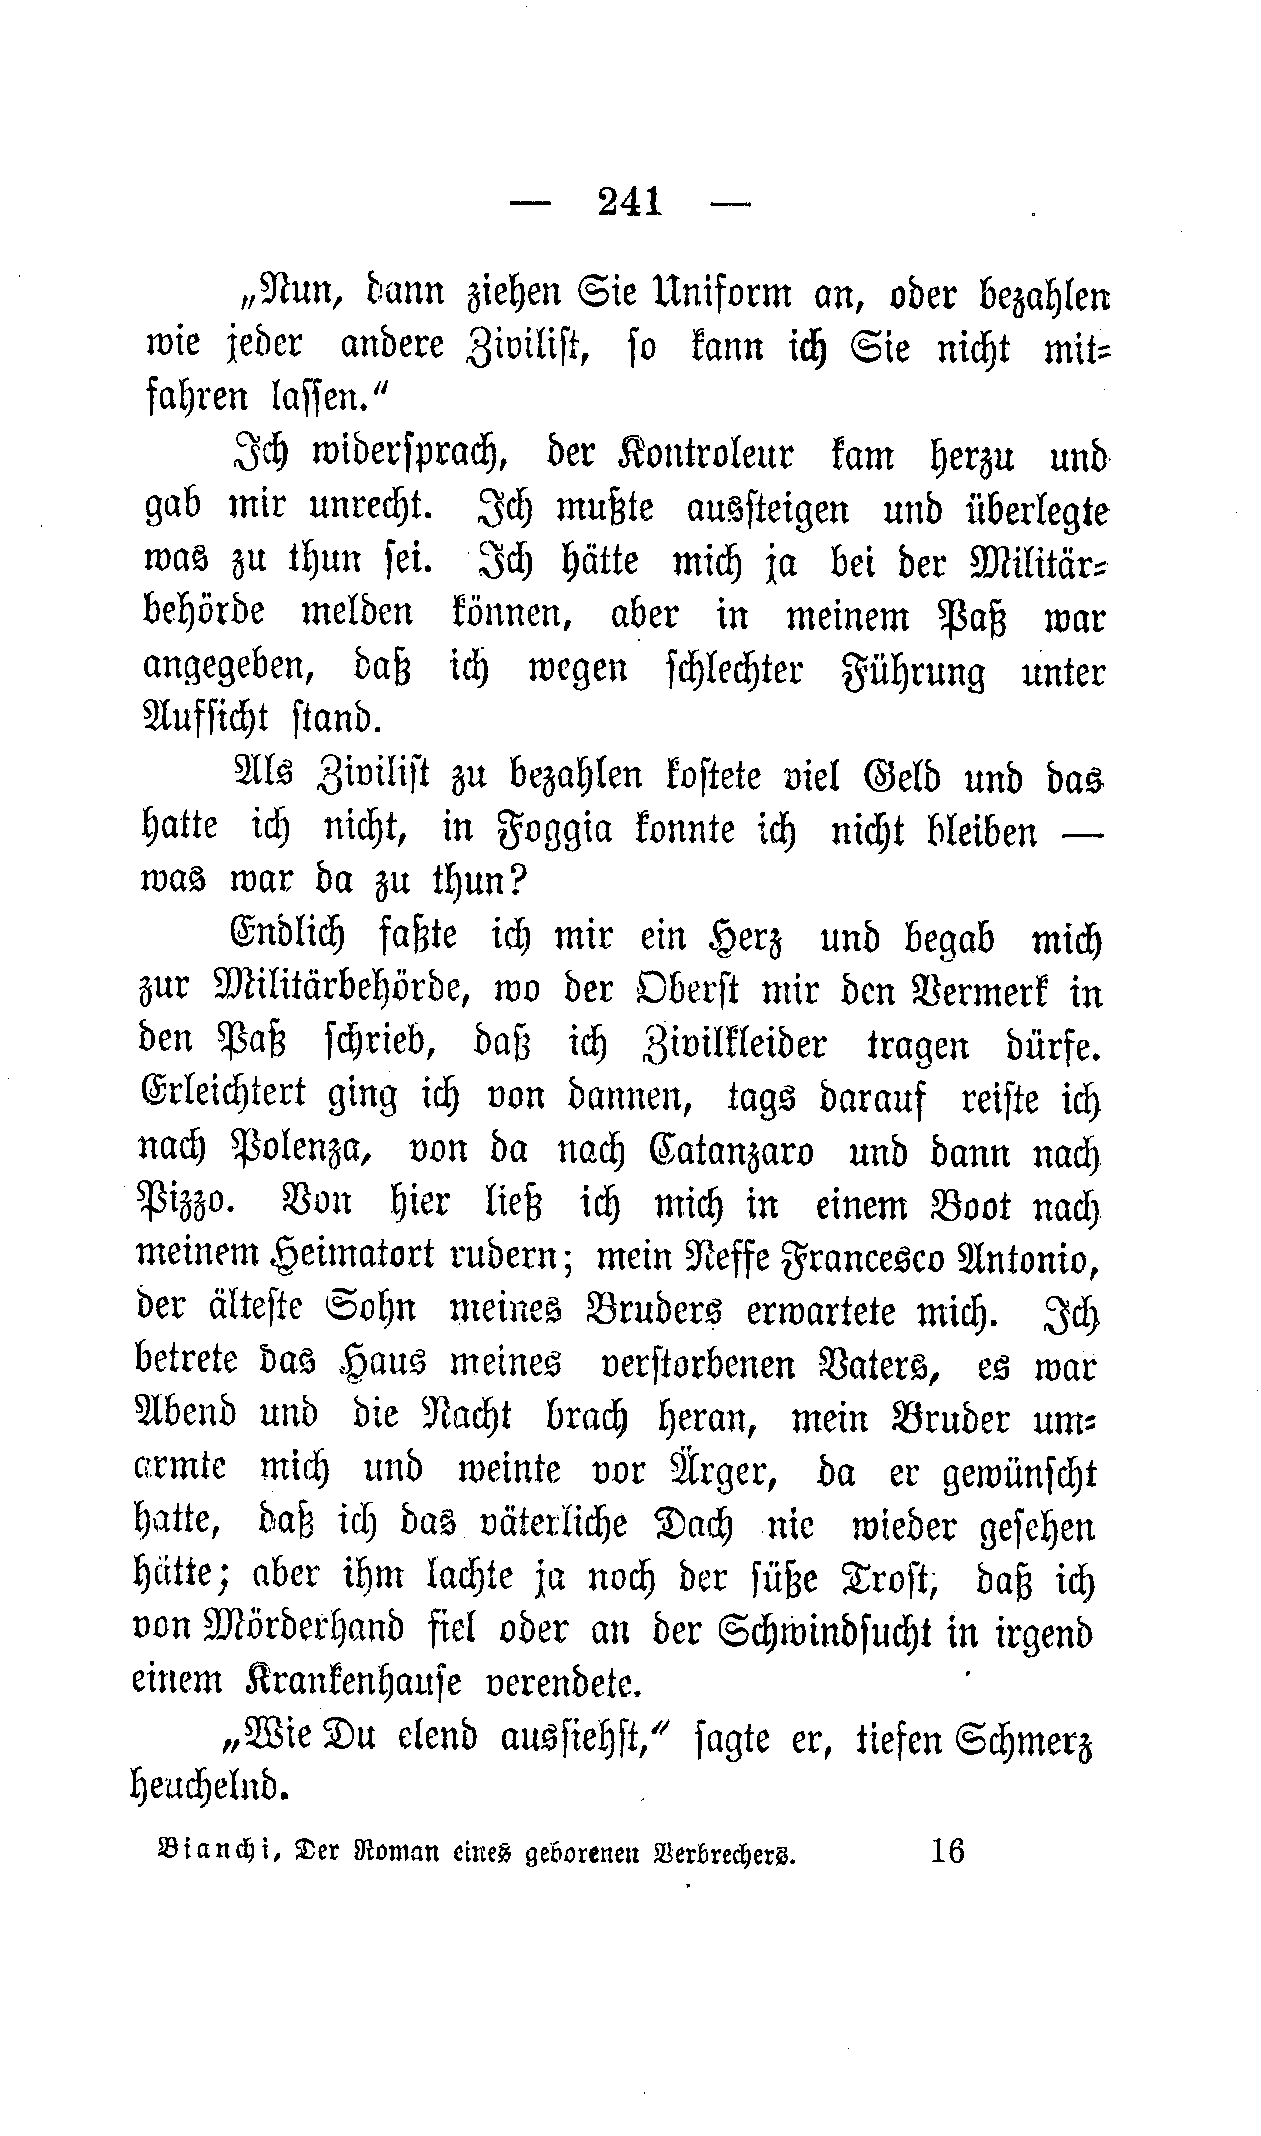 — 241 —
„Nun, dann ziehen Sie Uniform an, oder bezahlen
wie jeder andere Zivilist, so kann ich Sie nicht mit-
fahren lassen."
Ich widersprach, der Kontroleur kam herzu und
gab mir unrecht. Ich mußte aussteigen und überlegte
was zu thun sei. Ich hätte mich ja bei der Militär-
behörde melden können, aber in meinem Paß war
angegeben, daß ich wegen schlechter Führung unter
Aufsicht stand.
Als Zivilist zu bezahlen kostete viel Geld und das
hatte ich nicht, in Foggia konnte ich nicht bleiben —
was war da zu thun?
Endlich faßte ich mir ein Herz und begab mich
zur Militärbehörde, wo der Oberst mir den Vermerk in
den Paß schrieb, daß ich Zivilkleider tragen dürfe.
Erleichtert ging ich von dannen, tags darauf reiste ich
nach Polenza, von da nach Catanzaro und dann nach
Pizzo. Von hier ließ ich mich in einem Boot nach
meinem Heimatort rudern; mein Neffe Francesco Antonio,
der älteste Sohn meines Bruders erwartete mich. Ich
betrete das Haus meines verstorbenen Vaters, es war
Abend und die Nacht brach heran, mein Bruder um-
armte mich und weinte vor Ärger, da er gewünscht
hatte, daß ich das väterliche Dach nie wieder gesehen
hätte; aber ihm lachte ja noch der süße Trost, daß ich
von Mörderhand fiel oder an der Schwindsucht in irgend
einem Krankenhause verendete.
„Wie Du elend aussiehst," sagte er, tiefen Schmerz
heuchelnd.
Bianchi, Der Roman eines geborenen Verbrechers. 16